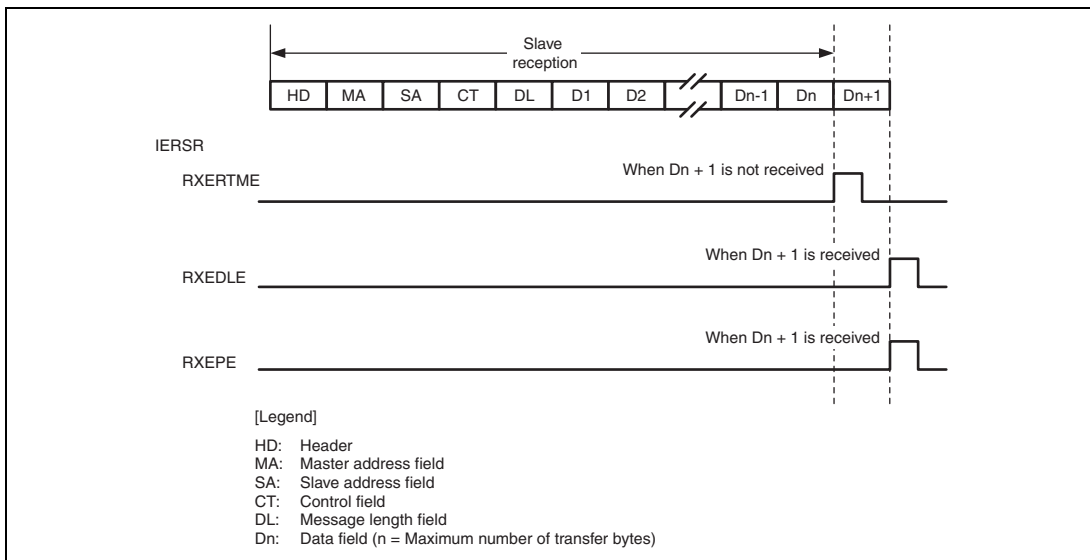 Slave
reception
HD MA SA CT DL D1 D2 Dn-1 Dn Dn+1
IERSR
When Dn + 1 is not received
RXERTME
When Dn + 1 is received
RXEDLE
When Dn + 1 is received
RXEPE
[Legend]
HD: Header
MA: Master address field
SA: Slave address field
CT: Control field
DL: Message length field
Dn: Data field (n = Maximum number of transfer bytes)